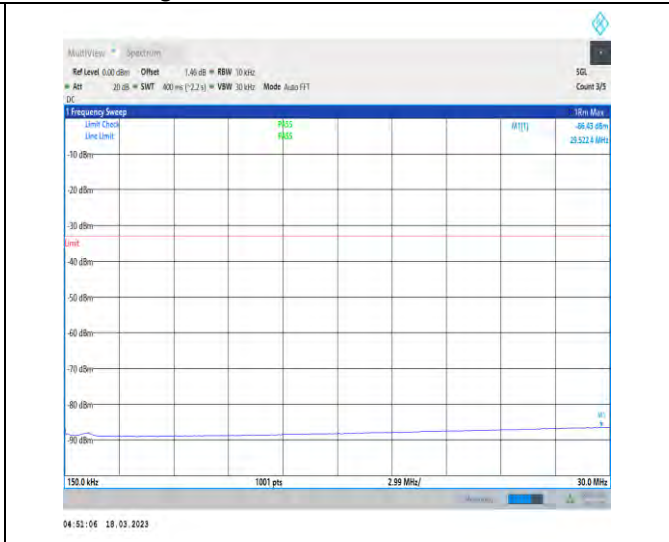 MultiView Spectrum
Ref Level 0.00 dBm Offset 1.46 dB RBW 10 kHz SGL
Att 20 dB SWT 400 ms (~2.2 s) VBW 30 kHz Mode Auto FFT Count 3/5
DC
1 Frequency Sweep 1Rm Max
Limit Check PASS M1[1] -86.43 dBm
Line Limit PASS 29.5224 MHz
-10 dBm
-20 dBm
-30 dBm
Limit
-40 dBm
-50 dBm
-60 dBm
-70 dBm
-80 dBm
M1
-90 dBm
150.0 kHz 1001 pts 2.99 MHz/ 30.0 MHz
04:51:06 18.03.2023